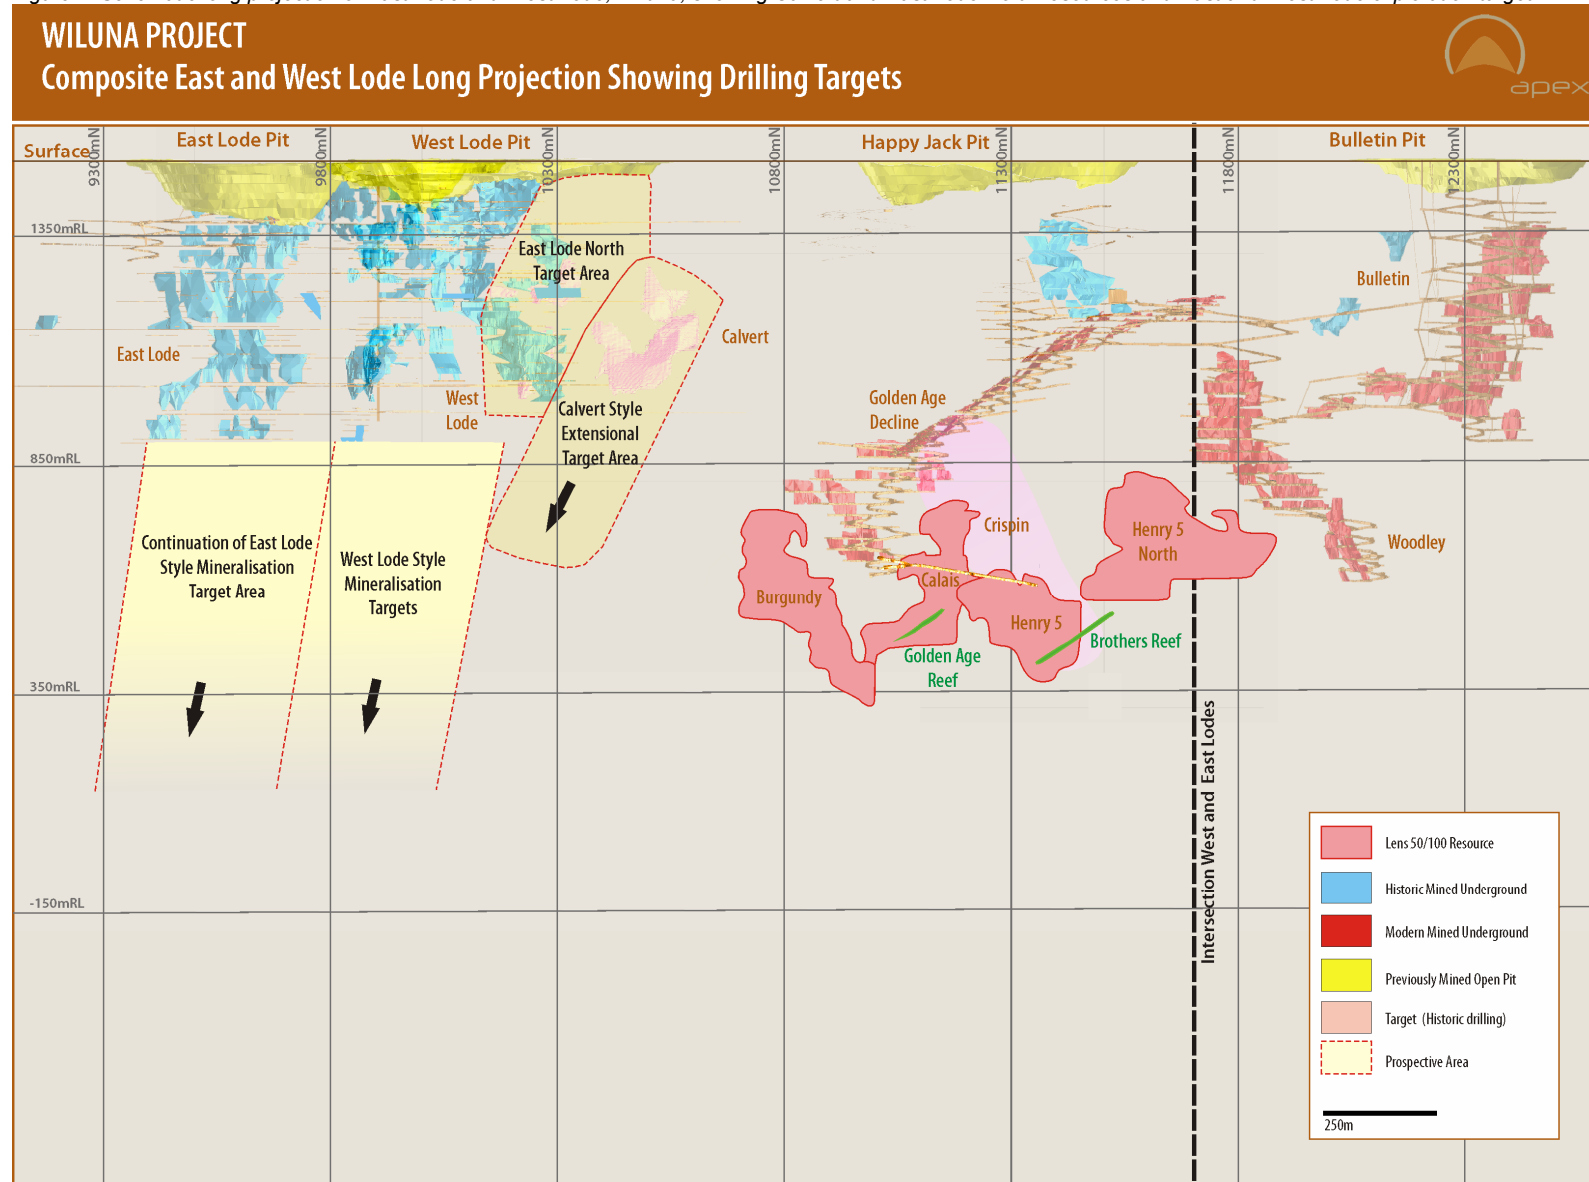 WILUNA PROJECT
Composite East and West Lode Long Projection Showing Drilling Targets
apex
Surface
9300mN
East Lode Pit
9800mN
West Lode Pit
10300mN
10800mN
Happy Jack Pit
11300mN
11800mN
Bulletin Pit
12300mN
1350mRL
East Lode North
Target Area
Bulletin
Calvert
East Lode
West
Lode
Calvert Style
Extensional
Target Area
Golden Age
Decline
850mRL
Crispin
Henry 5
North
Woodley
Continuation of East Lode
Style Mineralisation
Target Area
West Lode Style
Mineralisation
Targets
Burgundy
Calais
Henry 5
Brothers Reef
Golden Age
Reef
350mRL
Intersection West and East Lodes
-150mRL
Lens 50/100 Resource
Historic Mined Underground
Modern Mined Underground
Previously Mined Open Pit
Target (Historic drilling)
Prospective Area
250m